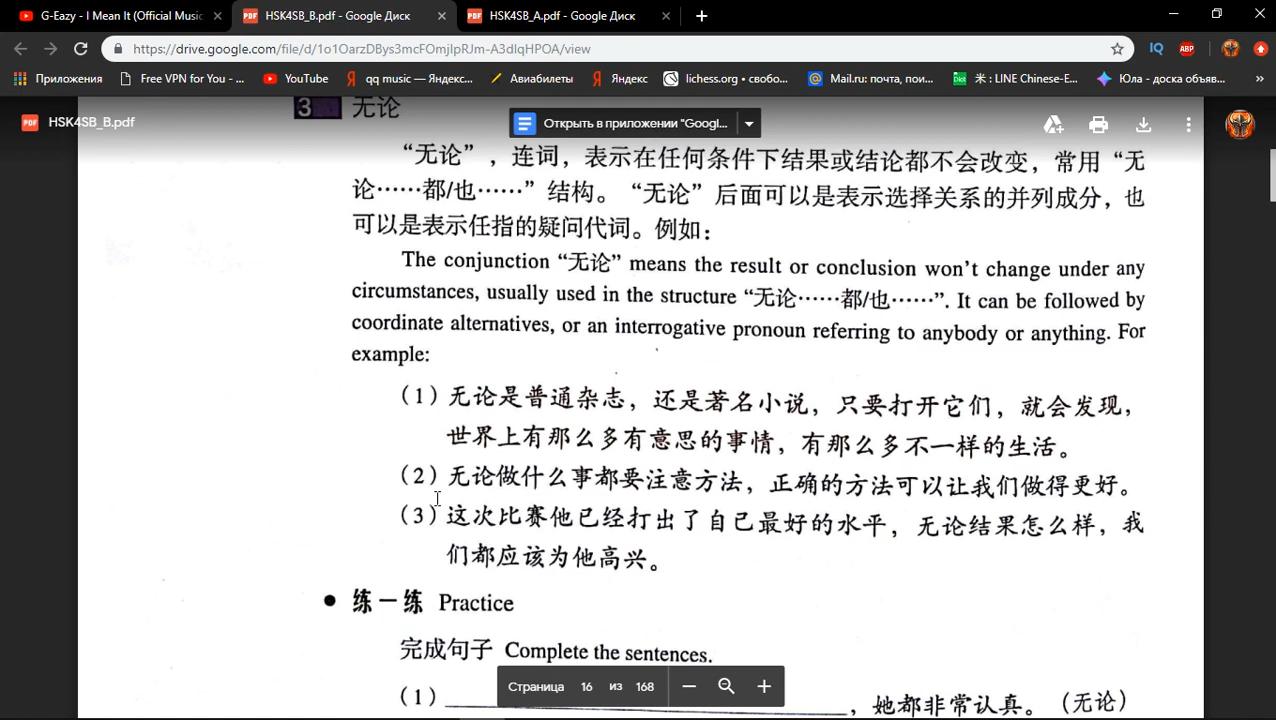 G-Eazy - I Mean It (Official Music
HSK4SB_B.pdf - Google Диск
HSK4SB_A.pdf - Google Диск
https://drive.google.com/file/d/1o1OarzDBys3mcFOmjIpRJm-A3dIqHPOA/view
Приложения
Free VPN for You - ...
YouTube
qq music — Яндекс...
Авиабилеты
Яндекс
lichess.org • свобо...
Mail.ru: почта, пои...
米 : LINE Chinese-E...
Юла - доска объяв...
HSK4SB_B.pdf
Открыть в приложении "Googl...
3 无论
“无论”，连词，表示在任何条件下结果或结论都不会改变，常用“无
论……都/也……”结构。“无论”后面可以是表示选择关系的并列成分，也
可以是表示任指的疑问代词。例如：
The conjunction “无论” means the result or conclusion won’t change under any
circumstances, usually used in the structure “无论……都/也……”. It can be followed by
coordinate alternatives, or an interrogative pronoun referring to anybody or anything. For
example:
（1）无论是普通杂志，还是著名小说，只要打开它们，就会发现，
世界上有那么多有意思的事情，有那么多不一样的生活。
（2）无论做什么事都要注意方法，正确的方法可以让我们做得更好。
（3）这次比赛他已经打出了自己最好的水平，无论结果怎么样，我
们都应该为他高兴。
● 练一练 Practice
完成句子 Complete the sentences.
（1）____________________，她都非常认真。（无论）
Страница 16 из 168